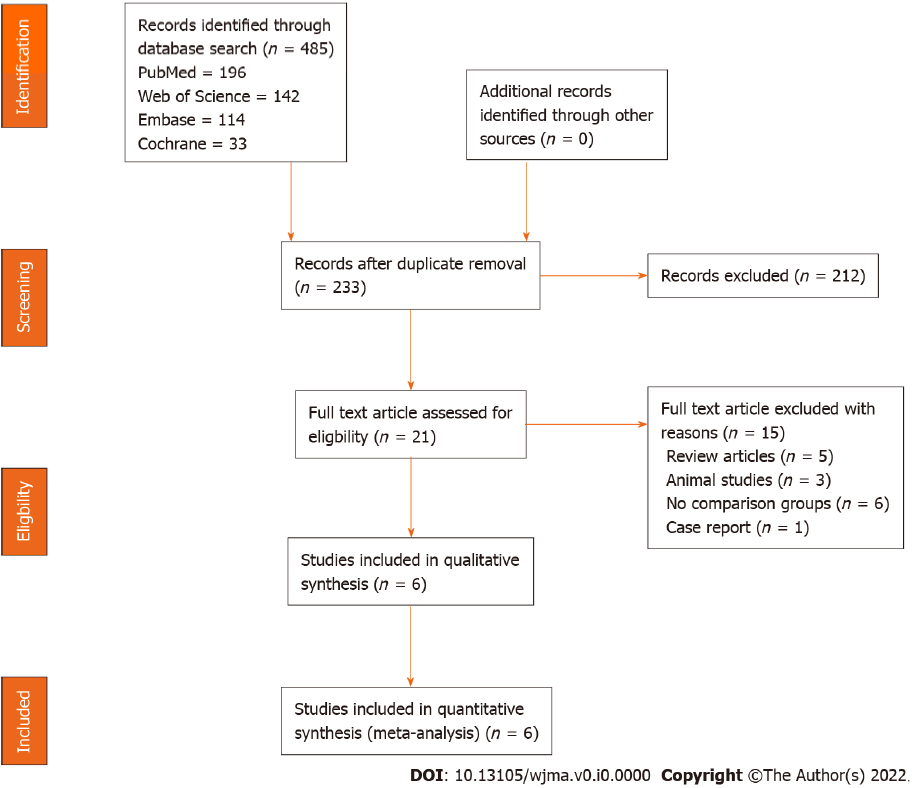 Identification
Records identified through
database search (n = 485)
PubMed = 196
Web of Science = 142
Embase = 114
Cochrane = 33
Additional records
identified through other
sources (n = 0)
Screening
Records after duplicate removal
(n = 233)
Records excluded (n = 212)
Full text article assessed for
eligbility (n = 21)
Full text article excluded with
reasons (n = 15)
Review articles (n = 5)
Animal studies (n = 3)
No comparison groups (n = 6)
Case report (n = 1)
Eligbility
Studies included in qualitative
synthesis (n = 6)
Included
Studies included in quantitative
synthesis (meta-analysis) (n = 6)
DOI: 10.13105/wjma.v0.i0.0000 Copyright ©The Author(s) 2022.